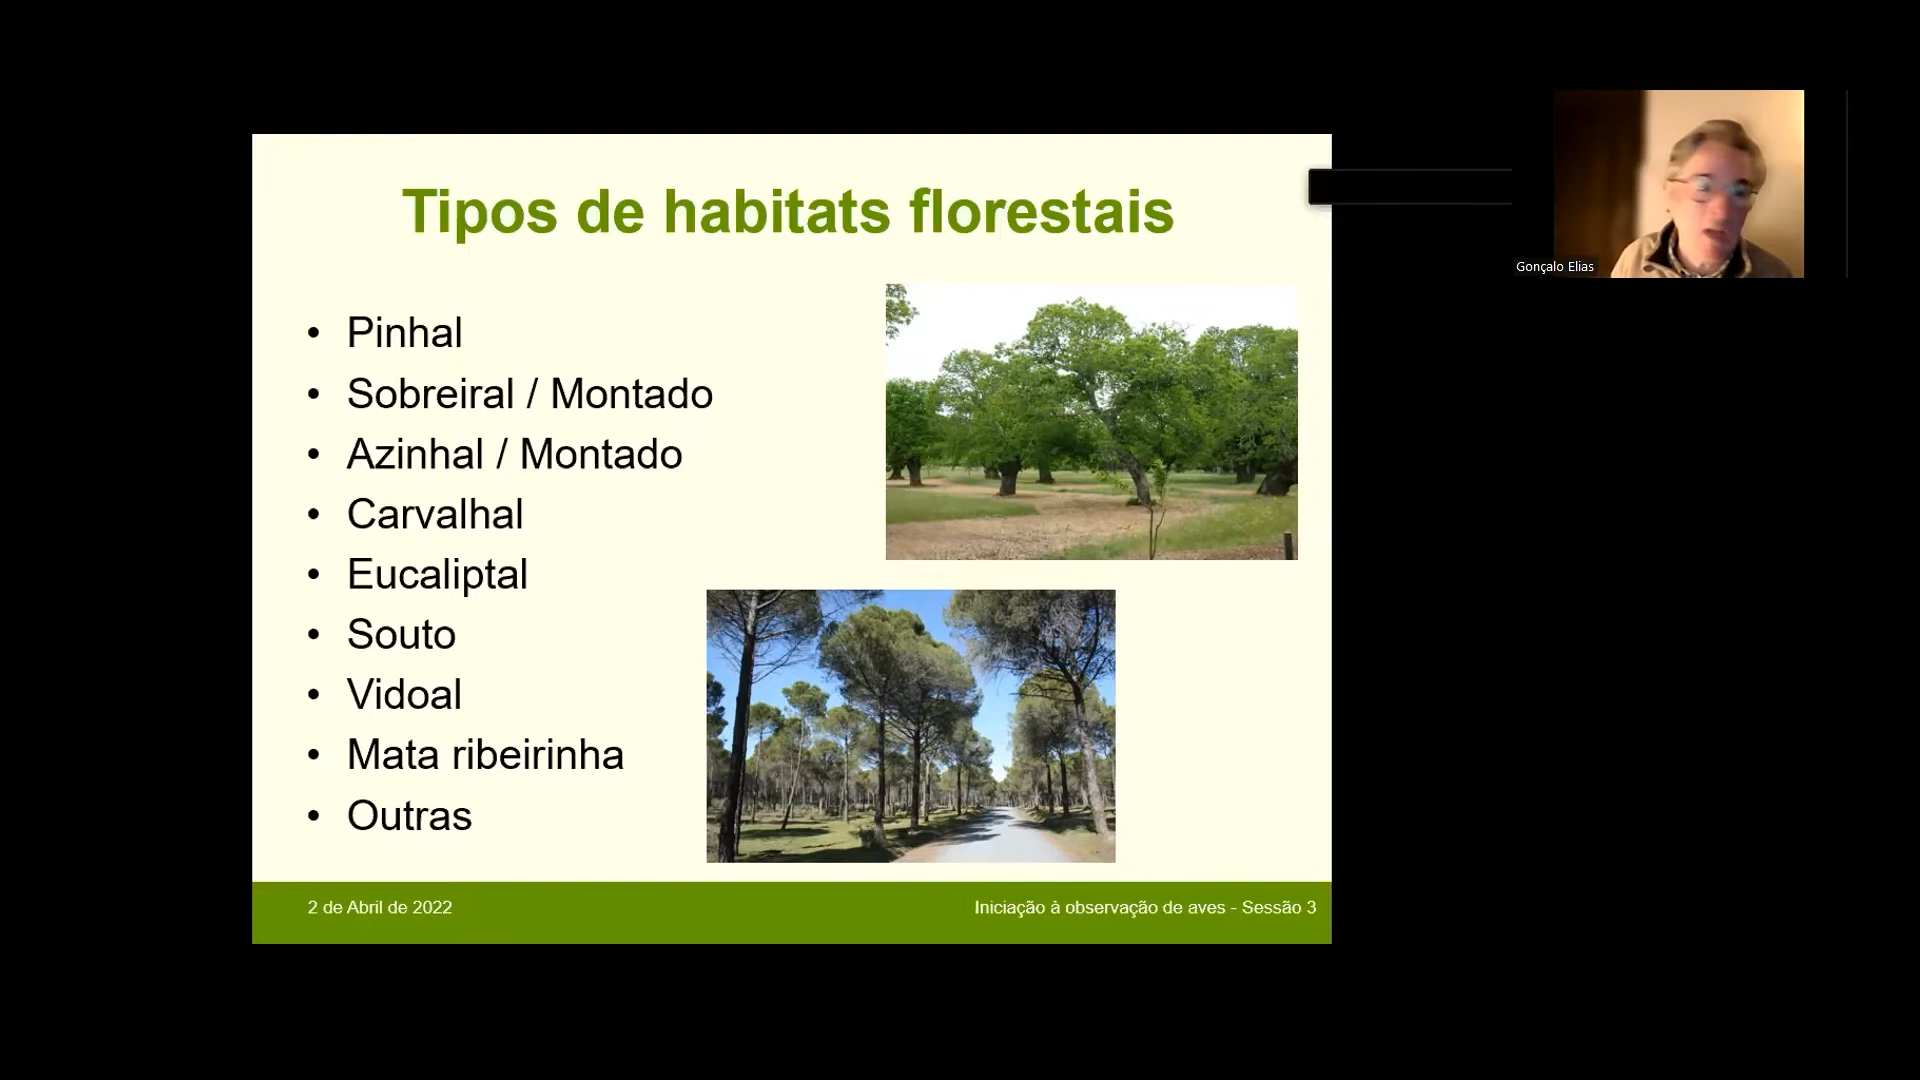 Tipos de habitats florestais
• Pinhal
• Sobreiral / Montado
• Azinhal / Montado
• Carvalhal
• Eucaliptal
• Souto
• Vidoal
• Mata ribeirinha
• Outras
2 de Abril de 2022
Iniciação à observação de aves - Sessão 3
Gonçalo Elias